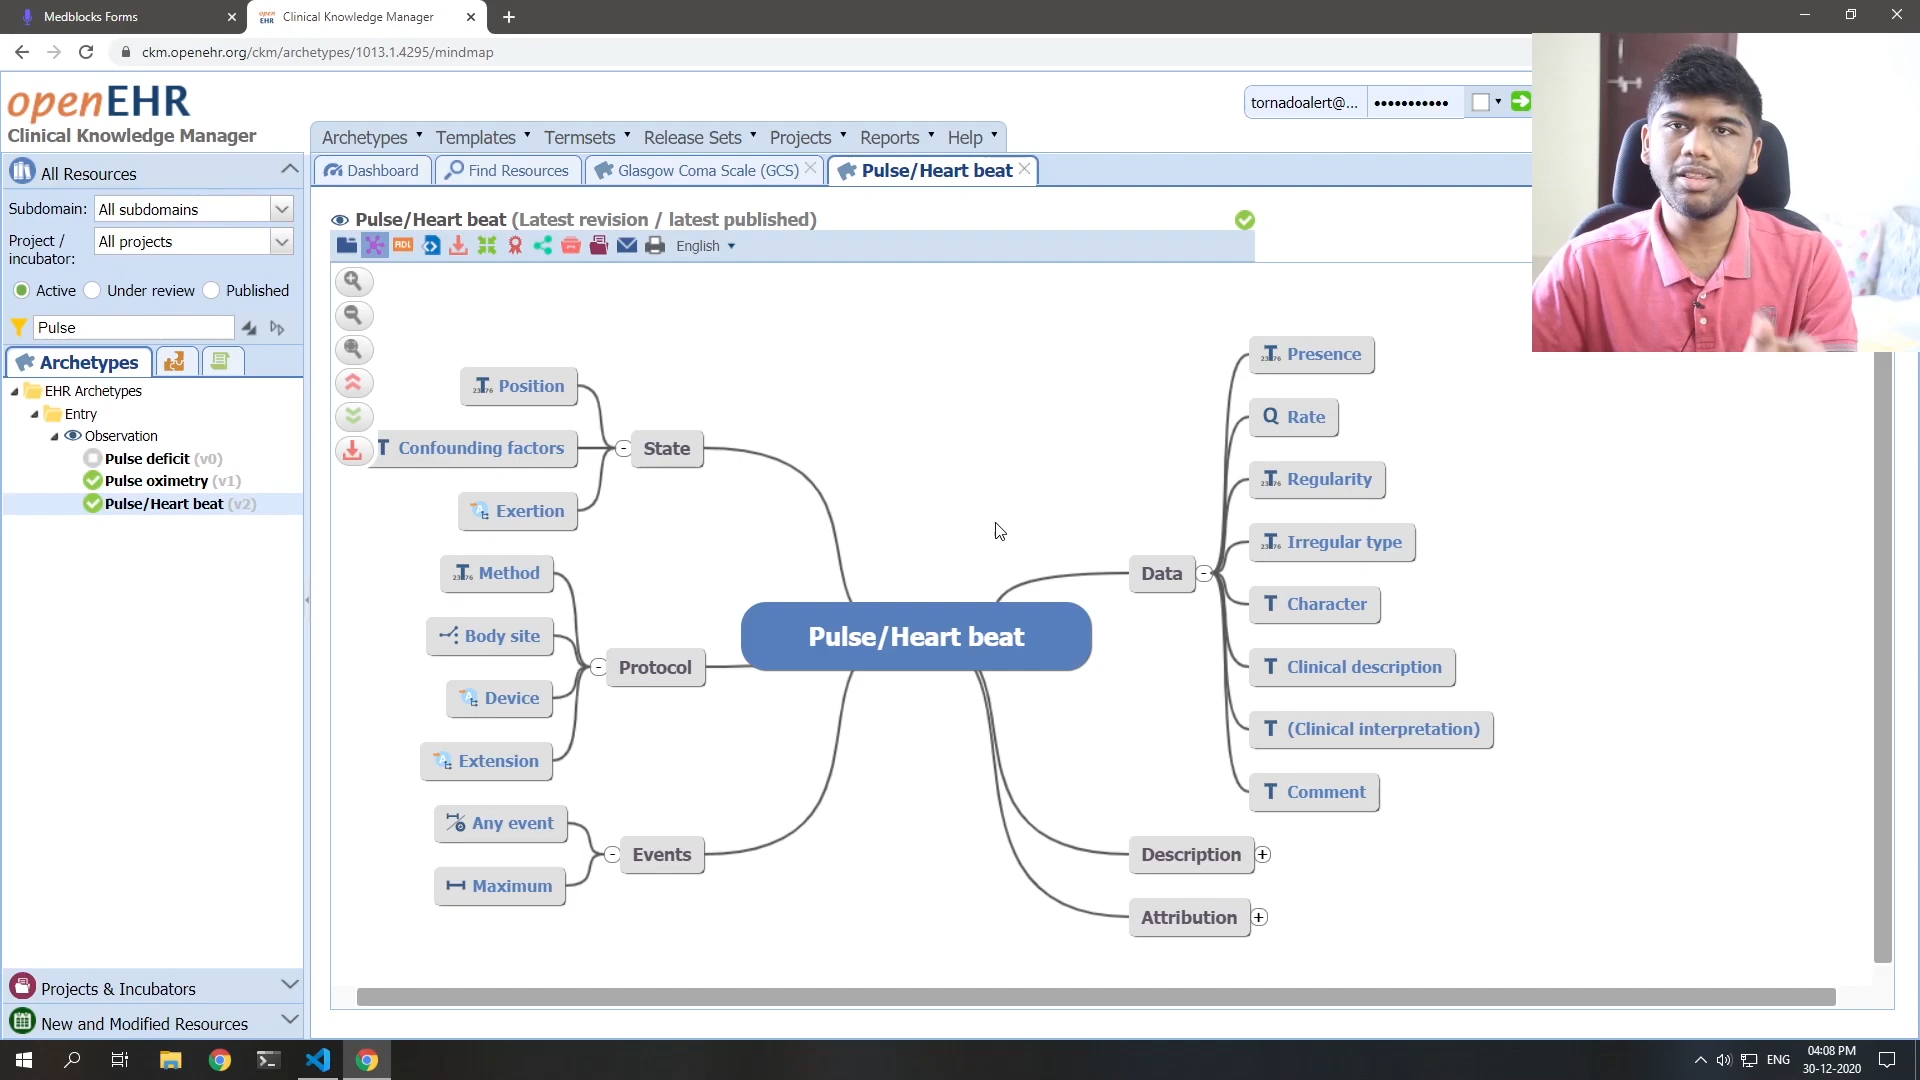 Medblocks Forms
open EHR
Clinical Knowledge Manager
ckm.openehr.org/ckm/archetypes/1013.1.4295/mindmap
openEHR
Clinical Knowledge Manager
tornadoalert@...
Archetypes
Templates
Termsets
Release Sets
Projects
Reports
Help
Dashboard
Find Resources
Glasgow Coma Scale (GCS)
Pulse/Heart beat
All Resources
Subdomain:
All subdomains
Project /
incubator:
All projects
Active
Under review
Published
Pulse
Archetypes
EHR Archetypes
Entry
Observation
Pulse deficit (v0)
Pulse oximetry (v1)
Pulse/Heart beat (v2)
Projects & Incubators
New and Modified Resources
Pulse/Heart beat (Latest revision / latest published)
ADL
English
T Position
T Confounding factors
Exertion
State
T Method
Body site
Device
Extension
Protocol
Any event
Maximum
Events
Pulse/Heart beat
Data
T Presence
Q Rate
T Regularity
T Irregular type
T Character
T Clinical description
T (Clinical interpretation)
T Comment
Description
Attribution
ENG
04:08 PM
30-12-2020